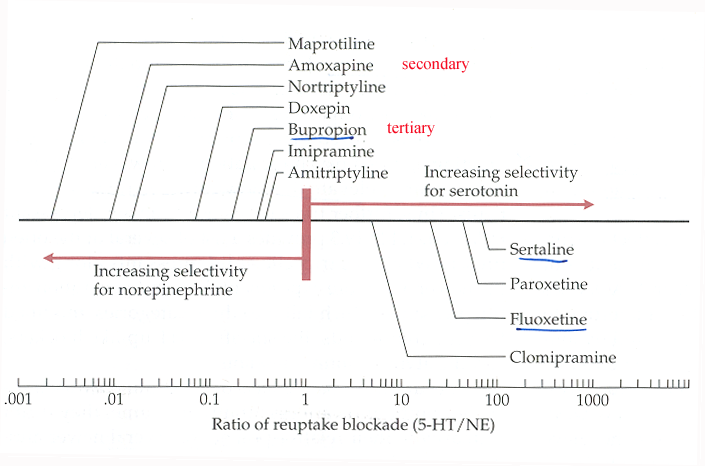 Maprotiline
Amoxapine secondary
Nortriptyline
Doxepin
Bupropion tertiary
Imipramine
Amitriptyline
Increasing selectivity
for serotonin
Increasing selectivity
for norepinephrine
Sertaline
Paroxetine
Fluoxetine
Clomipramine
.001 .01 0.1 1 10 100 1000
Ratio of reuptake blockade (5-HT/NE)